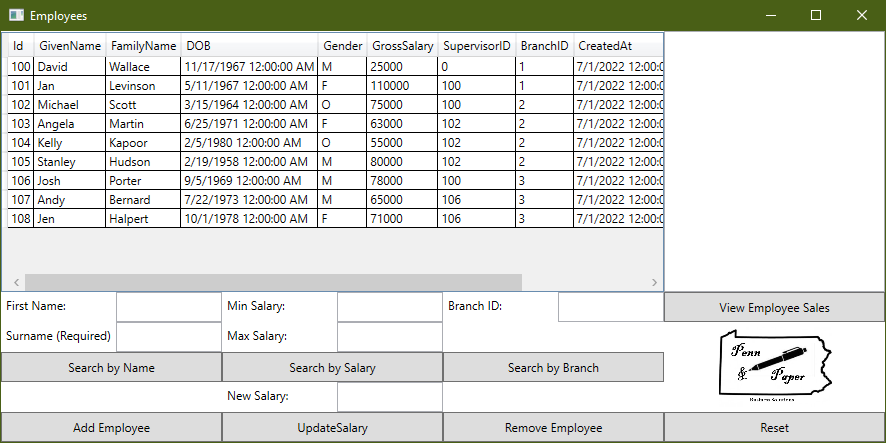 Employees
Id GivenName FamilyName DOB Gender GrossSalary SupervisorID BranchID CreatedAt
100 David Wallace 11/17/1967 12:00:00 AM M 25000 0 1 7/1/2022 12:00:0
101 Jan Levinson 5/11/1967 12:00:00 AM F 110000 100 1 7/1/2022 12:00:0
102 Michael Scott 3/15/1964 12:00:00 AM O 75000 100 2 7/1/2022 12:00:0
103 Angela Martin 6/25/1971 12:00:00 AM F 63000 102 2 7/1/2022 12:00:0
104 Kelly Kapoor 2/5/1980 12:00:00 AM O 55000 102 2 7/1/2022 12:00:0
105 Stanley Hudson 2/19/1958 12:00:00 AM M 80000 102 2 7/1/2022 12:00:0
106 Josh Porter 9/5/1969 12:00:00 AM M 78000 100 3 7/1/2022 12:00:0
107 Andy Bernard 7/22/1973 12:00:00 AM M 65000 106 3 7/1/2022 12:00:0
108 Jen Halpert 10/1/1978 12:00:00 AM F 71000 106 3 7/1/2022 12:00:0
First Name: Min Salary: Branch ID: View Employee Sales
Surname (Required) Max Salary:
Penn
& Paper
Search by Name Search by Salary Search by Branch
New Salary:
Add Employee UpdateSalary Remove Employee Reset